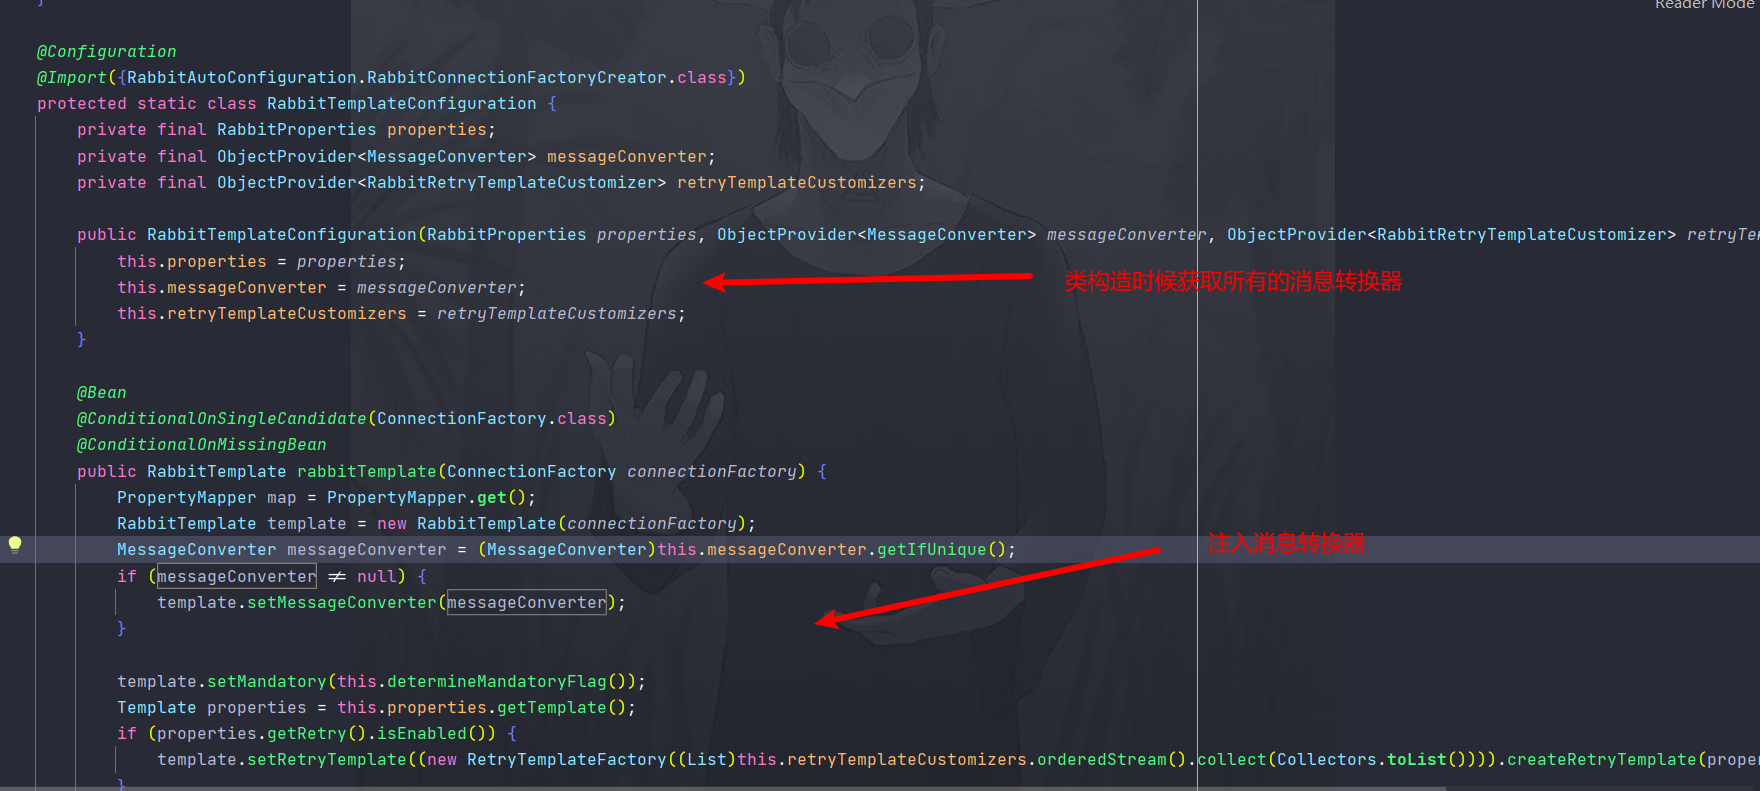 Reader Mode
}
@Configuration
@Import({RabbitAutoConfiguration.RabbitConnectionFactoryCreator.class})
protected static class RabbitTemplateConfiguration {
private final RabbitProperties properties;
private final ObjectProvider<MessageConverter> messageConverter;
private final ObjectProvider<RabbitRetryTemplateCustomizer> retryTemplateCustomizers;
public RabbitTemplateConfiguration(RabbitProperties properties, ObjectProvider<MessageConverter> messageConverter, ObjectProvider<RabbitRetryTemplateCustomizer> retryTe
this.properties = properties;
类构造时候获取所有的消息转换器
this.messageConverter = messageConverter;
this.retryTemplateCustomizers = retryTemplateCustomizers;
}
@Bean
@ConditionalOnSingleCandidate(ConnectionFactory.class)
@ConditionalOnMissingBean
public RabbitTemplate rabbitTemplate(ConnectionFactory connectionFactory) {
PropertyMapper map = PropertyMapper.get();
RabbitTemplate template = new RabbitTemplate(connectionFactory);
MessageConverter messageConverter = (MessageConverter)this.messageConverter.getIfUnique();
注入消息转换器
if (messageConverter ≠ null) {
template.setMessageConverter(messageConverter);
}
template.setMandatory(this.determineMandatoryFlag());
Template properties = this.properties.getTemplate();
if (properties.getRetry().isEnabled()) {
template.setRetryTemplate((new RetryTemplateFactory((List)this.retryTemplateCustomizers.orderedStream().collect(Collectors.toList()))).createRetryTemplate(proper
}